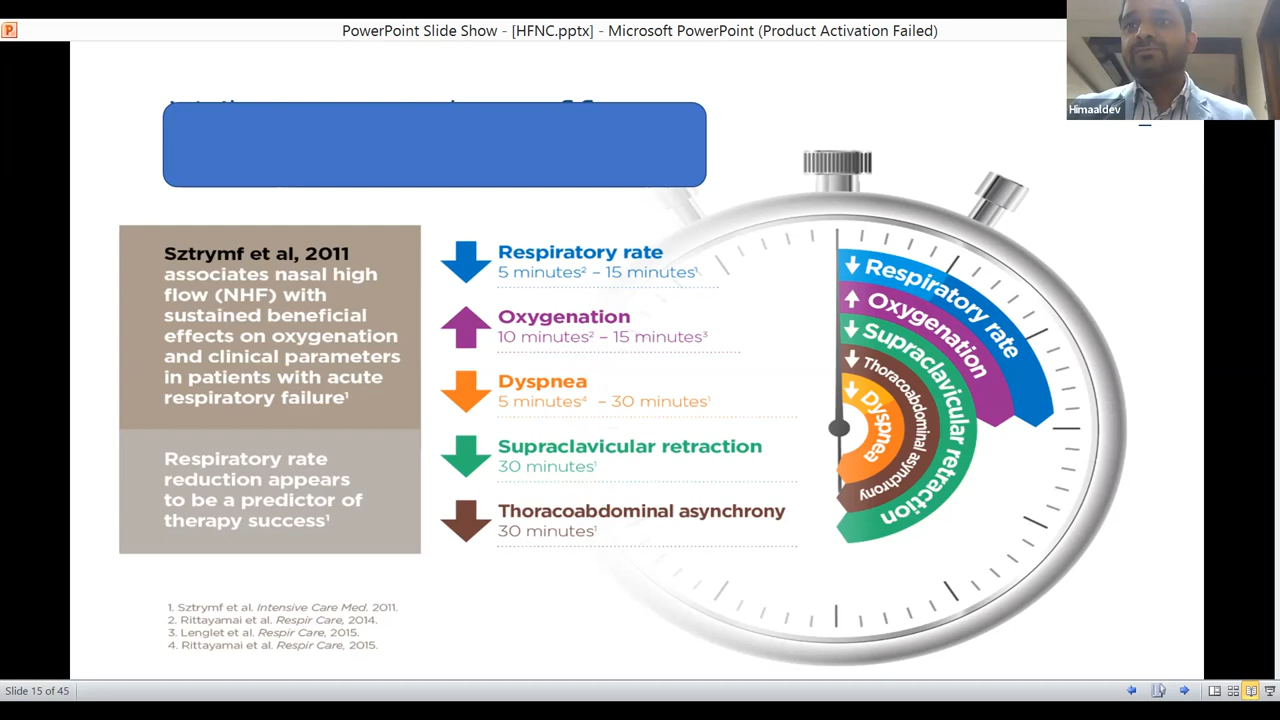 PowerPoint Slide Show - [HFNC.pptx] - Microsoft PowerPoint (Product Activation Failed)
Himaaldev
Sztrymf et al, 2011
associates nasal high
flow (NHF) with
sustained beneficial
effects on oxygenation
and clinical parameters
in patients with acute
respiratory failure¹
Respiratory rate
reduction appears
to be a predictor of
therapy success¹
Respiratory rate
5 minutes² – 15 minutes¹
Oxygenation
10 minutes² – 15 minutes³
Dyspnea
5 minutes⁴ – 30 minutes¹
Supraclavicular retraction
30 minutes¹
Thoracoabdominal asynchrony
30 minutes¹
Respiratory rate
Oxygenation
Supraclavicular retraction
Thoracoabdominal asynchrony
Dyspnea
1. Sztrymf et al. Intensive Care Med. 2011.
2. Rittayamai et al. Respir Care, 2014.
3. Lenglet et al. Respir Care, 2015.
4. Rittayamai et al. Respir Care, 2015.
Slide 15 of 45